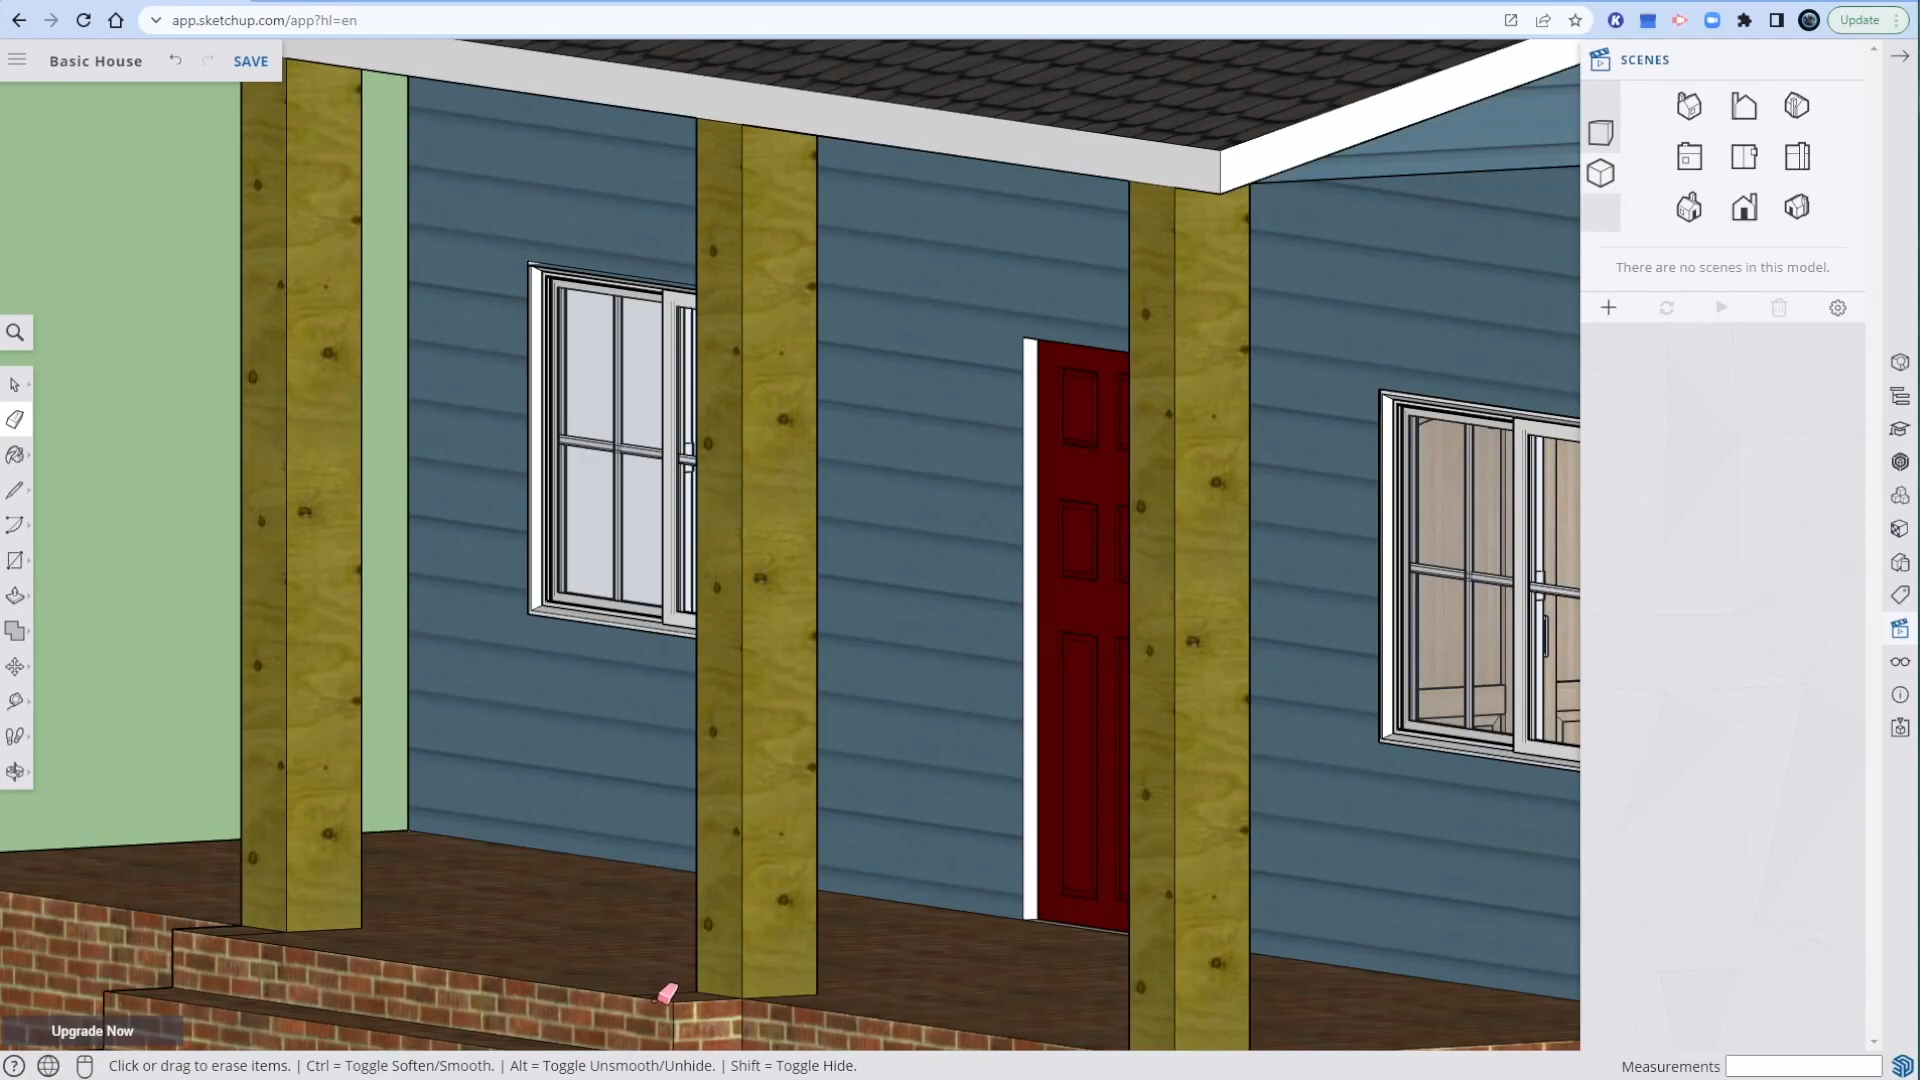 app.sketchup.com/app?hl=en
Update
Basic House
SAVE
SCENES
There are no scenes in this model.
Upgrade Now
Click or drag to erase items. | Ctrl = Toggle Soften/Smooth. | Alt = Toggle Unsmooth/Unhide. | Shift = Toggle Hide.
Measurements